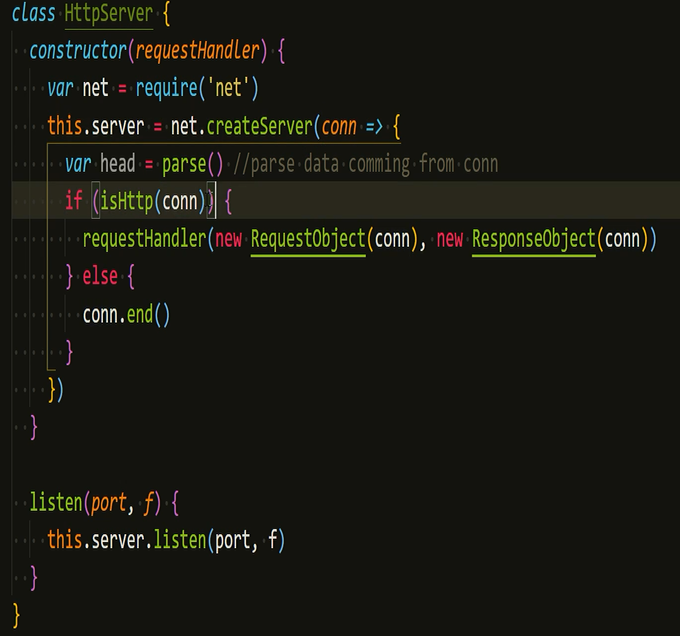 class HttpServer {
constructor(requestHandler) {
var net = require('net')
this.server = net.createServer(conn => {
var head = parse() //parse data comming from conn
if (isHttp(conn)) {
requestHandler(new RequestObject(conn), new ResponseObject(conn))
} else {
conn.end()
}
})
}
listen(port, f) {
this.server.listen(port, f)
}
}